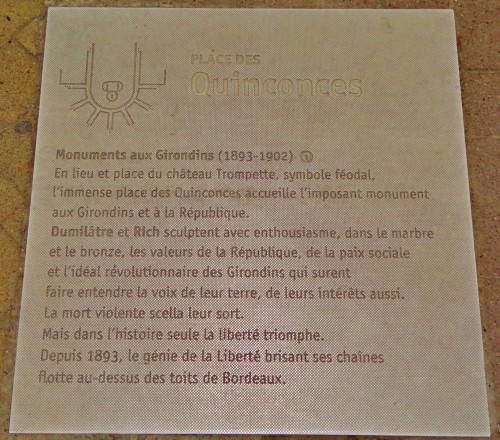 PLACE DES
Quinconces
Monuments aux Girondins (1893-1902) 1
En lieu et place du château Trompette, symbole féodal,
l'immense place des Quinconces accueille l'imposant monument
aux Girondins et à la République.
Dumilâtre et Rich sculptent avec enthousiasme, dans le marbre
et le bronze, les valeurs de la République, de la paix sociale
et l'idéal révolutionnaire des Girondins qui surent
faire entendre la voix de leur terre, de leurs intérêts aussi.
La mort violente scella leur sort.
Mais dans l'histoire seule la liberté triomphe.
Depuis 1893, le génie de la Liberté brisant ses chaînes
flotte au-dessus des toits de Bordeaux.